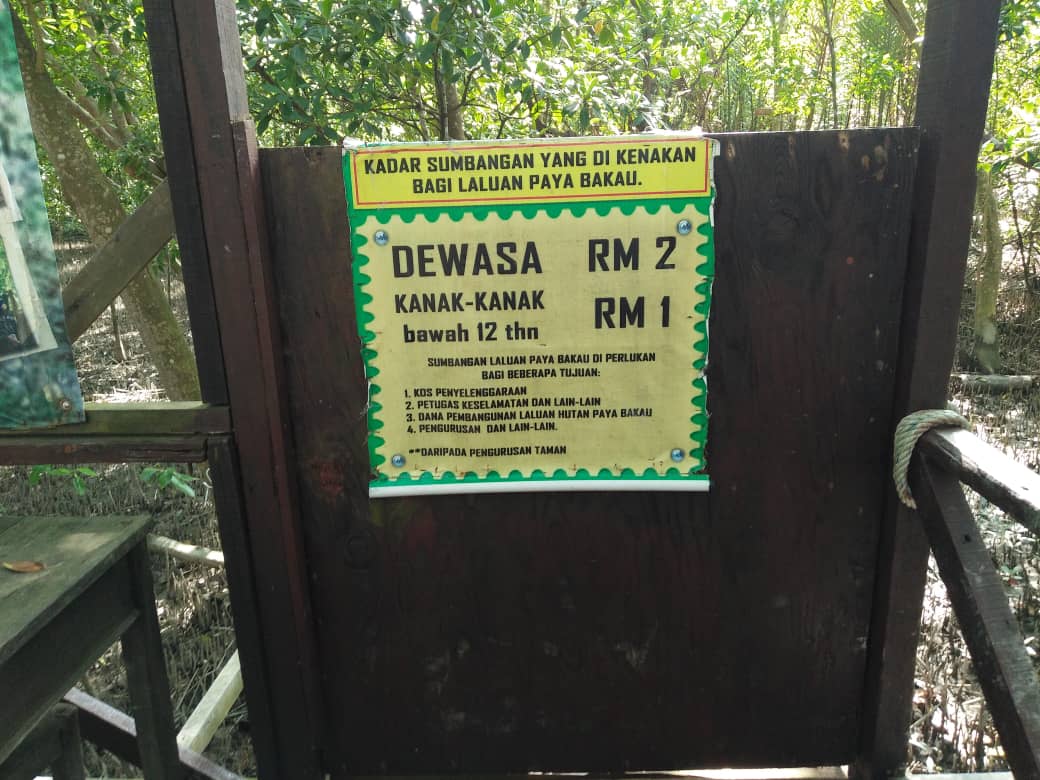 KADAR SUMBANGAN YANG DI KENAKAN
BAGI LALUAN PAYA BAKAU.
DEWASA RM 2
KANAK-KANAK
bawah 12 thn RM 1
SUMBANGAN LALUAN PAYA BAKAU DI PERLUKAN
BAGI BEBERAPA TUJUAN:
1. KOS PENYELENGGARAAN
2. PETUGAS KESELAMATAN DAN LAIN-LAIN
3. DANA PEMBANGUNAN LALUAN HUTAN PAYA BAKAU
4. PENGURUSAN DAN LAIN-LAIN.
**DARIPADA PENGURUSAN TAMAN